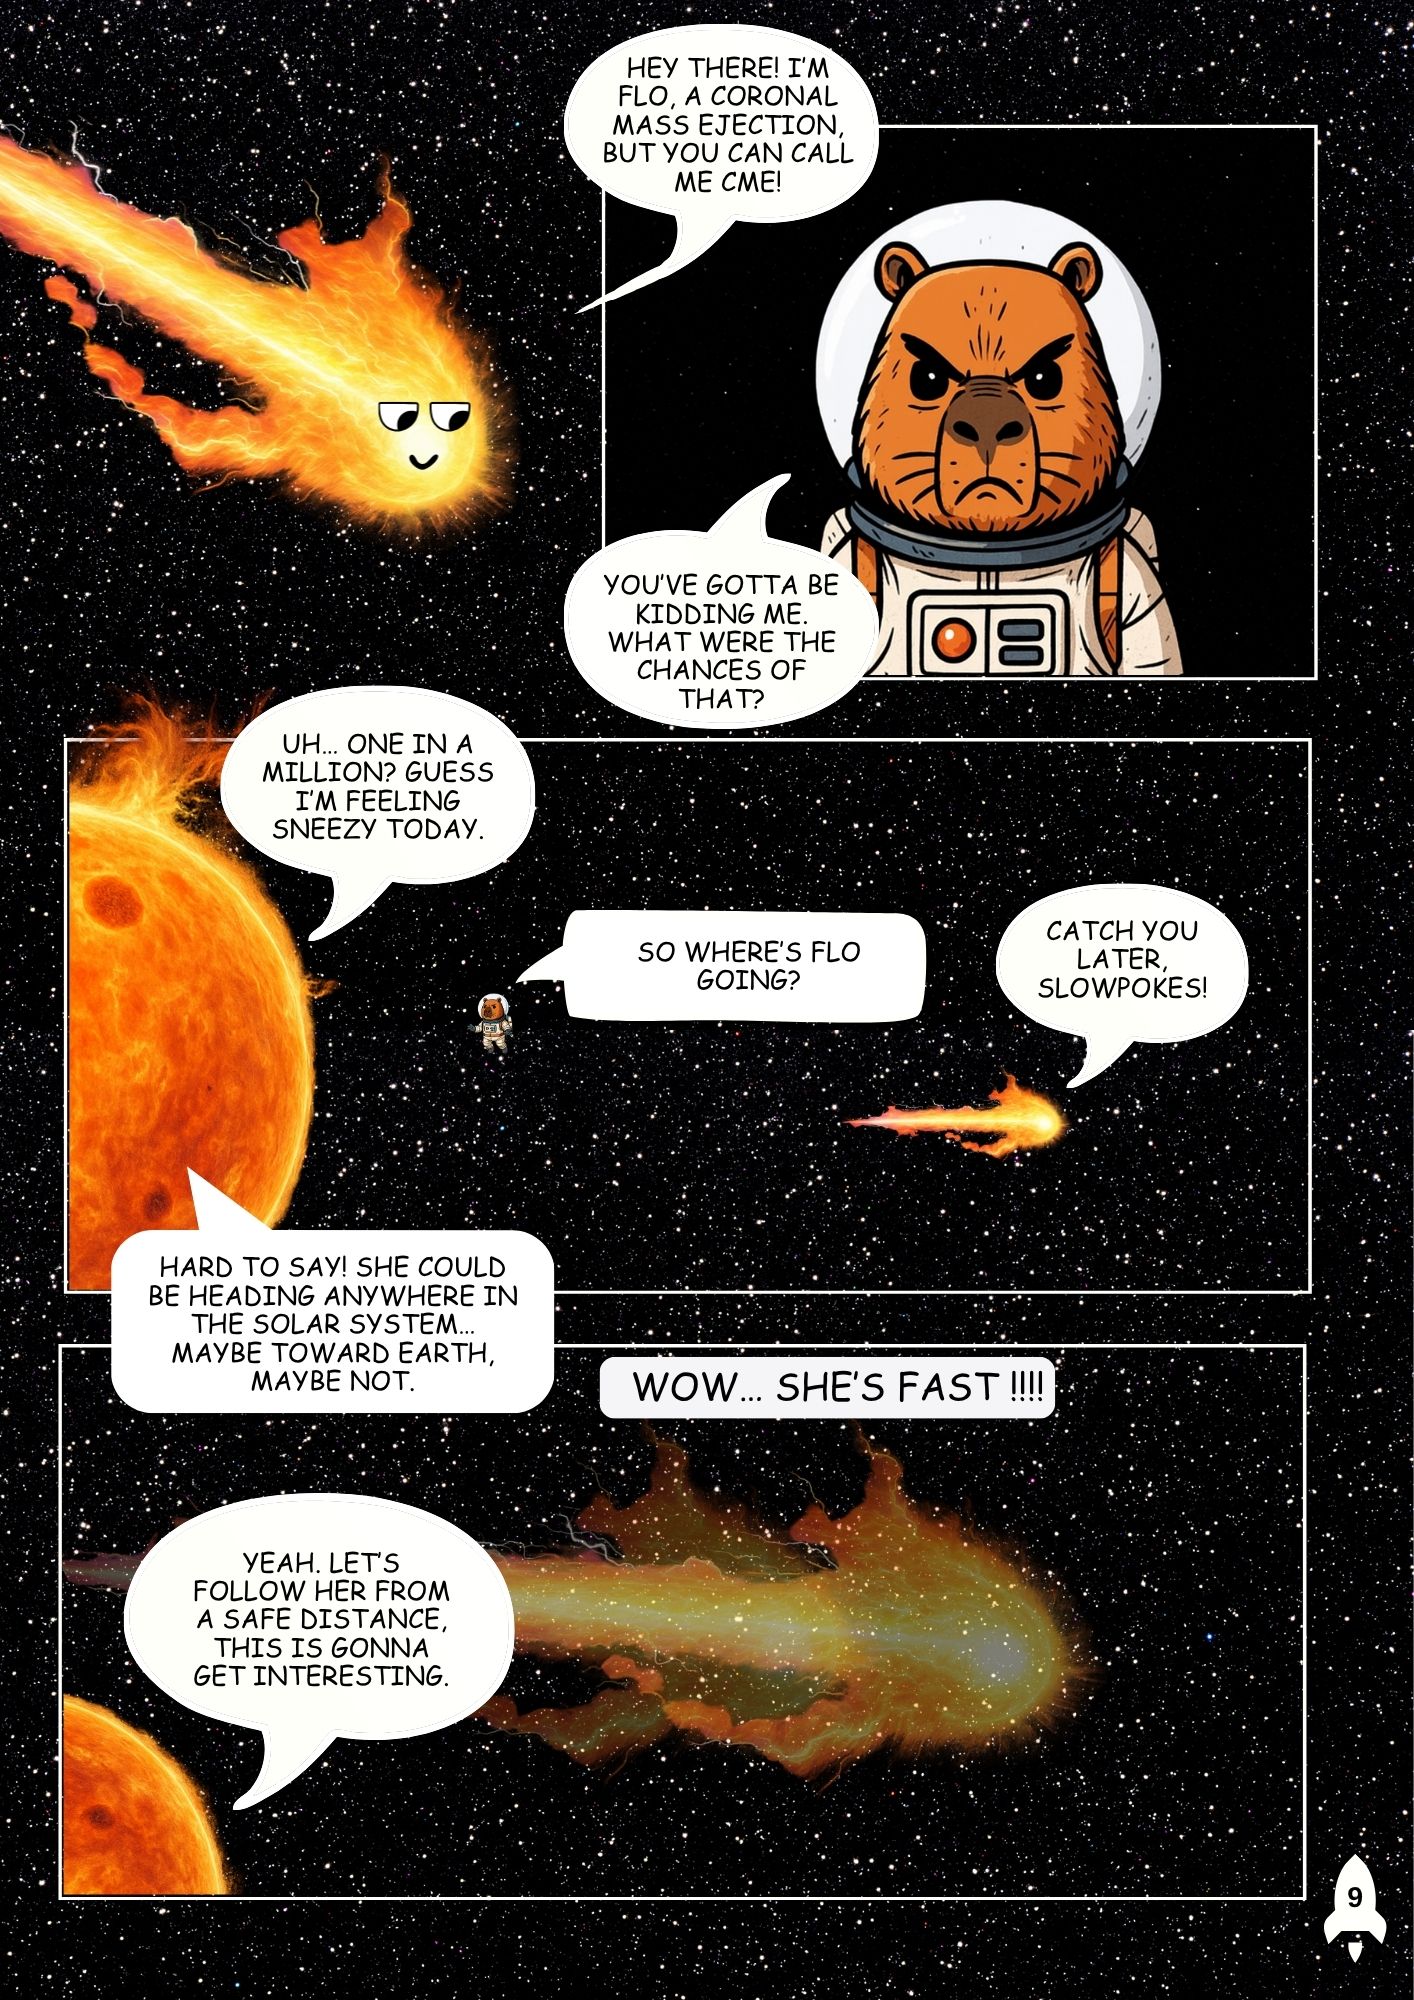 HEY THERE! I'M
FLO, A CORONAL
MASS EJECTION,
BUT YOU CAN CALL
ME CME!
YOU'VE GOTTA BE
KIDDING ME.
WHAT WERE THE
CHANCES OF
THAT?
UH... ONE IN A
MILLION? GUESS
I'M FEELING
SNEEZY TODAY.
SO WHERE'S FLO
GOING?
CATCH YOU
LATER,
SLOWPOKES!
HARD TO SAY! SHE COULD
BE HEADING ANYWHERE IN
THE SOLAR SYSTEM...
MAYBE TOWARD EARTH,
MAYBE NOT.
WOW... SHE'S FAST !!!!
YEAH. LET'S
FOLLOW HER FROM
A SAFE DISTANCE,
THIS IS GONNA
GET INTERESTING.
9